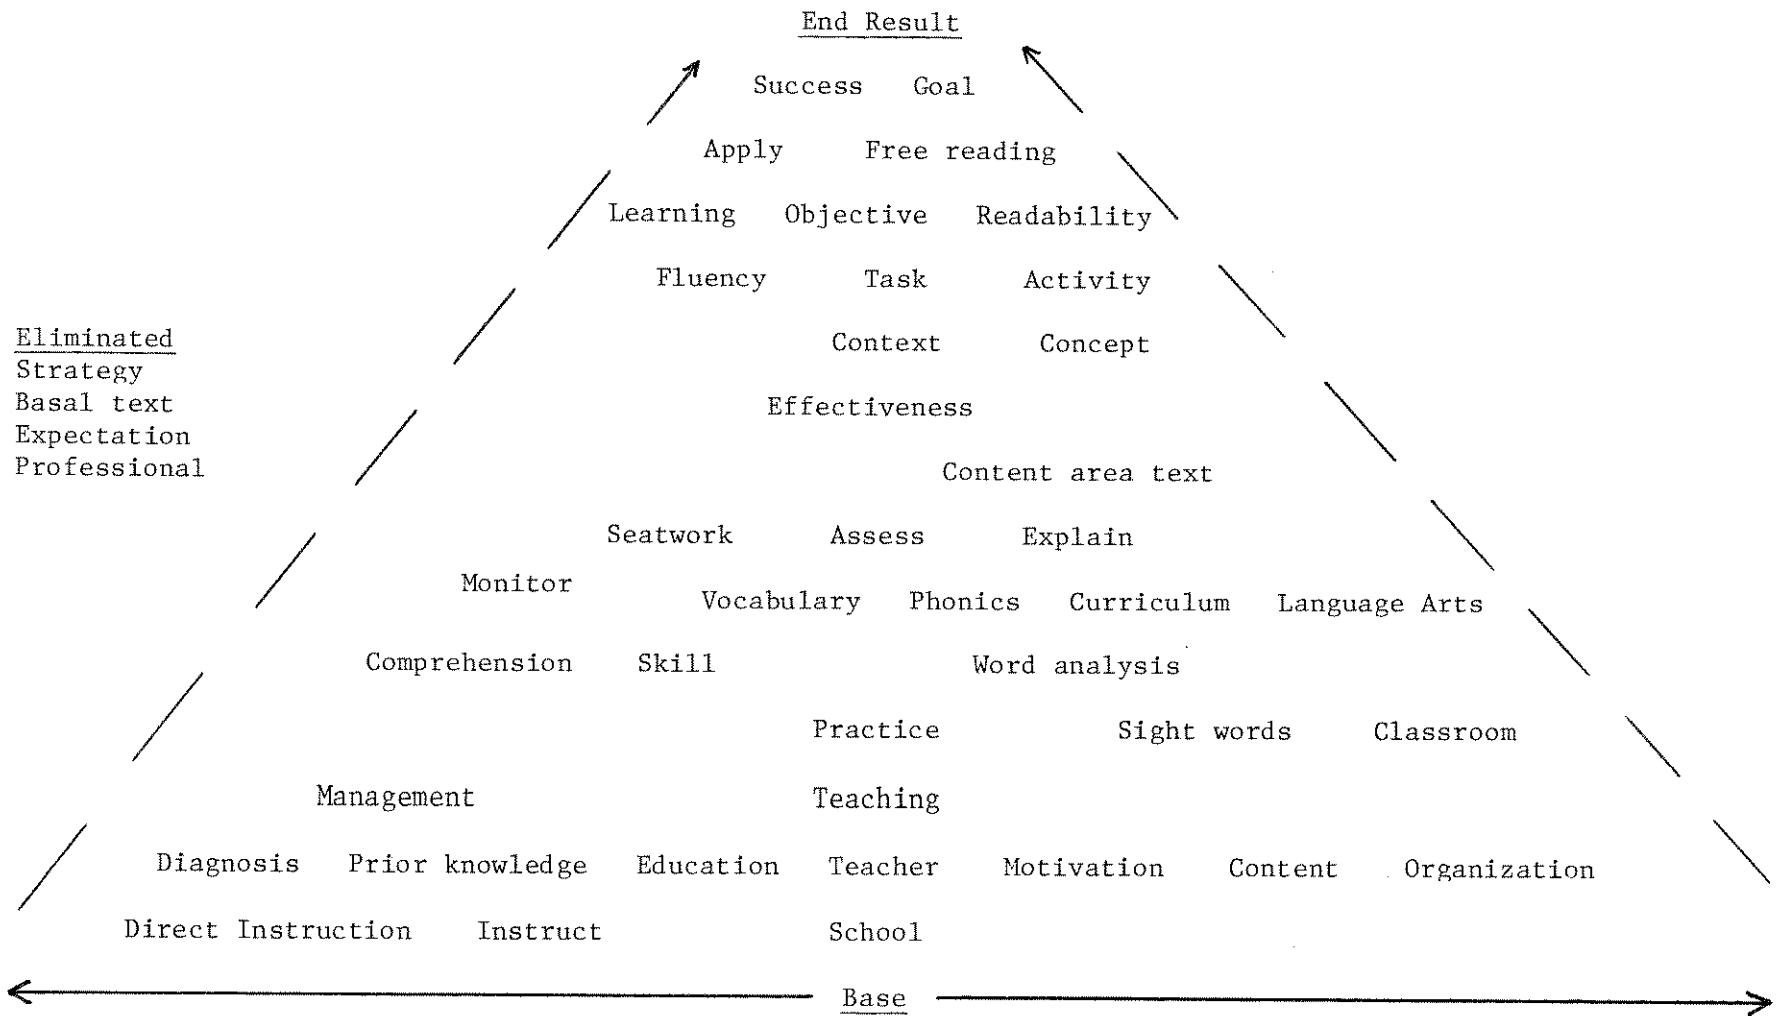 End Result
Success Goal
Apply Free reading
Learning Objective Readability
Fluency Task Activity
Context Concept
Effectiveness
Content area text
Seatwork Assess Explain
Monitor
Vocabulary Phonics Curriculum Language Arts
Comprehension Skill Word analysis
Practice Sight words Classroom
Management Teaching
Diagnosis Prior knowledge Education Teacher Motivation Content Organization
Direct Instruction Instruct School
Base
Eliminated
Strategy
Basal text
Expectation
Professional